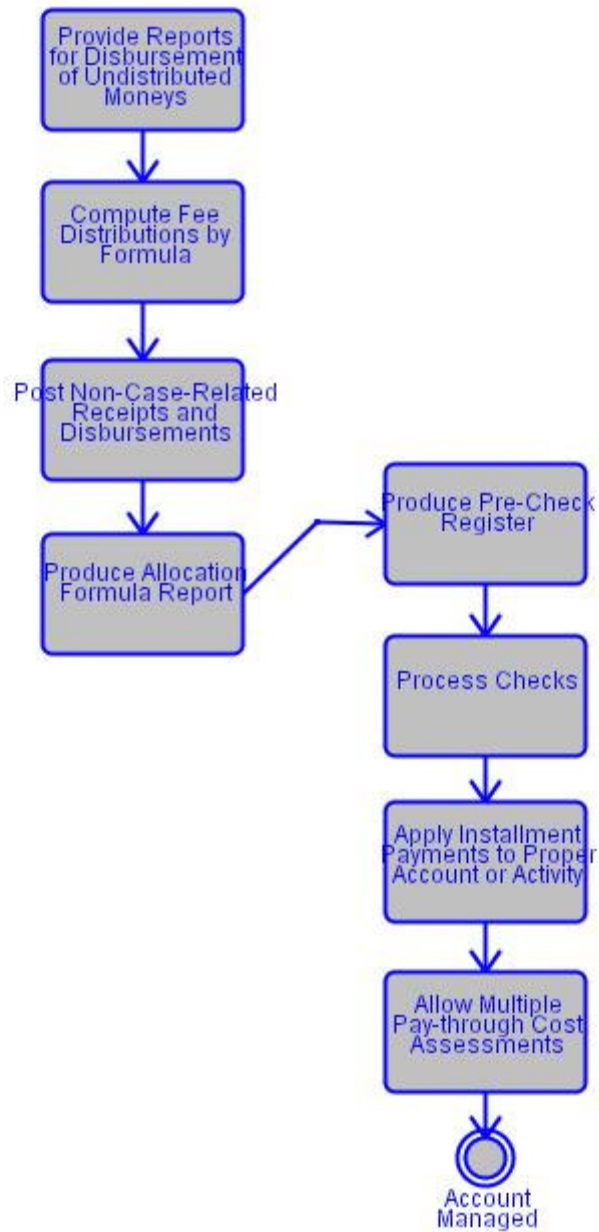 Provide Reports
for Disbursement
of Undistributed
Moneys
Compute Fee
Distributions by
Formula
Post Non-Case-Related
Receipts and
Disbursements
Produce Allocation
Formula Report
Produce Pre-Check
Register
Process Checks
Apply Installment
Payments to Proper
Account or Activity
Allow Multiple
Pay-through Cost
Assessments
Account
Managed